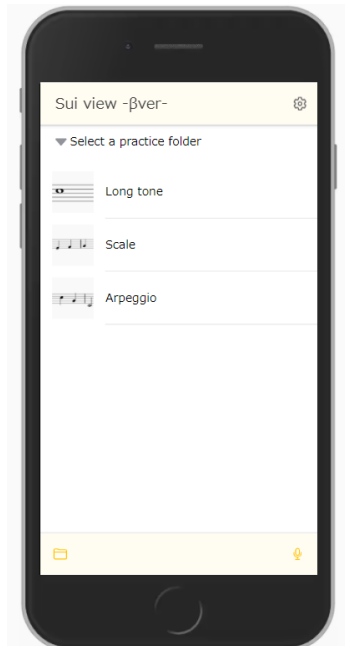 Sui view -βver-
Select a practice folder
Long tone
Scale
Arpeggio